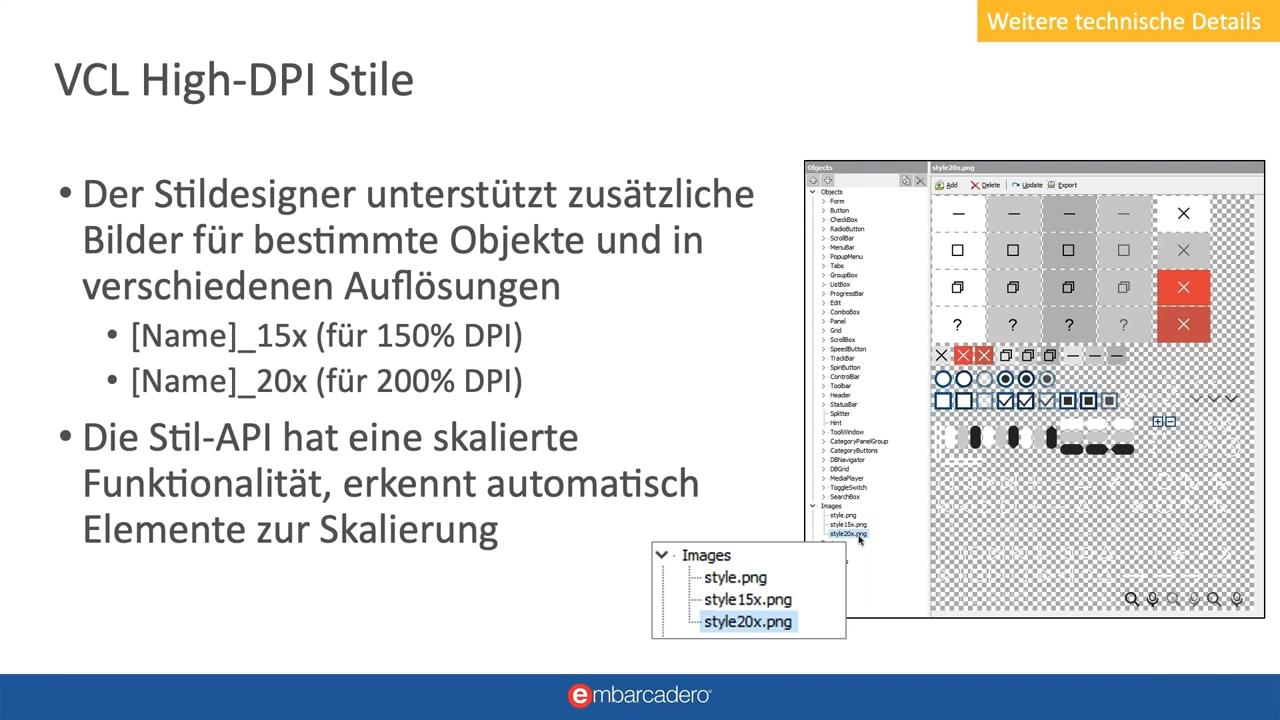 Weitere technische Details
VCL High-DPI Stile
• Der Stildesigner unterstützt zusätzliche
Bilder für bestimmte Objekte und in
verschiedenen Auflösungen
• [Name]_15x (für 150% DPI)
• [Name]_20x (für 200% DPI)
• Die Stil-API hat eine skalierte
Funktionalität, erkennt automatisch
Elemente zur Skalierung
Objects
Objects
Form
Button
CheckBox
RadioButton
ScrollBar
MenuBar
PopupMenu
Tabs
GroupBox
ListBox
ProgressBar
Edit
ComboBox
Panel
Grid
ScrollBox
SpeedButton
TrackBar
SpinButton
ControlBar
Toolbar
Header
StatusBar
Splitter
Hint
ToolWindow
CategoryPanelGroup
CategoryButtons
DBNavigator
DBGrid
MediaPlayer
ToggleSwitch
SearchBox
Images
style.png
style15x.png
style20x.png
style20x.png
Add Delete Update Export
Images
style.png
style15x.png
style20x.png
embarcadero®